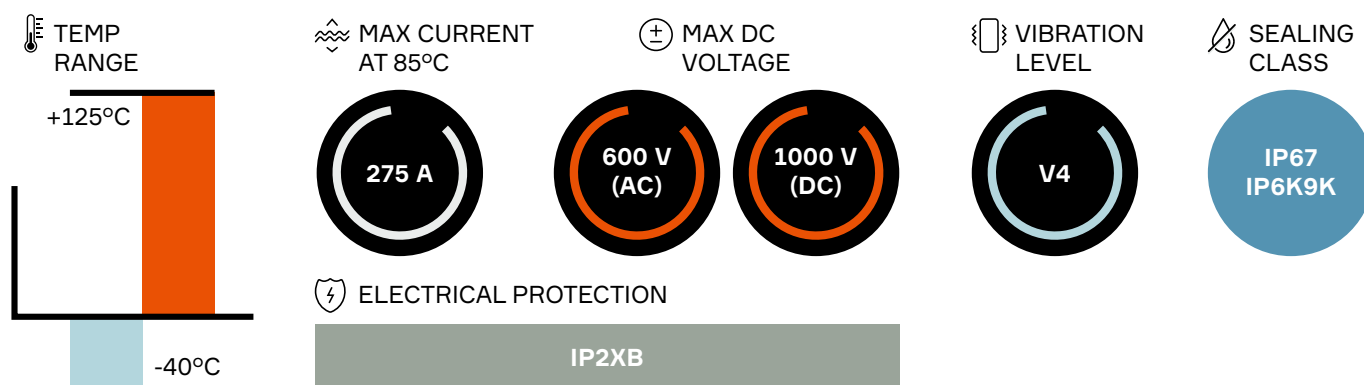 TEMP
RANGE
+125°C
-40°C
MAX CURRENT
AT 85°C
275 A
MAX DC
VOLTAGE
600 V
(AC)
1000 V
(DC)
VIBRATION
LEVEL
V4
SEALING
CLASS
IP67
IP6K9K
ELECTRICAL PROTECTION
IP2XB